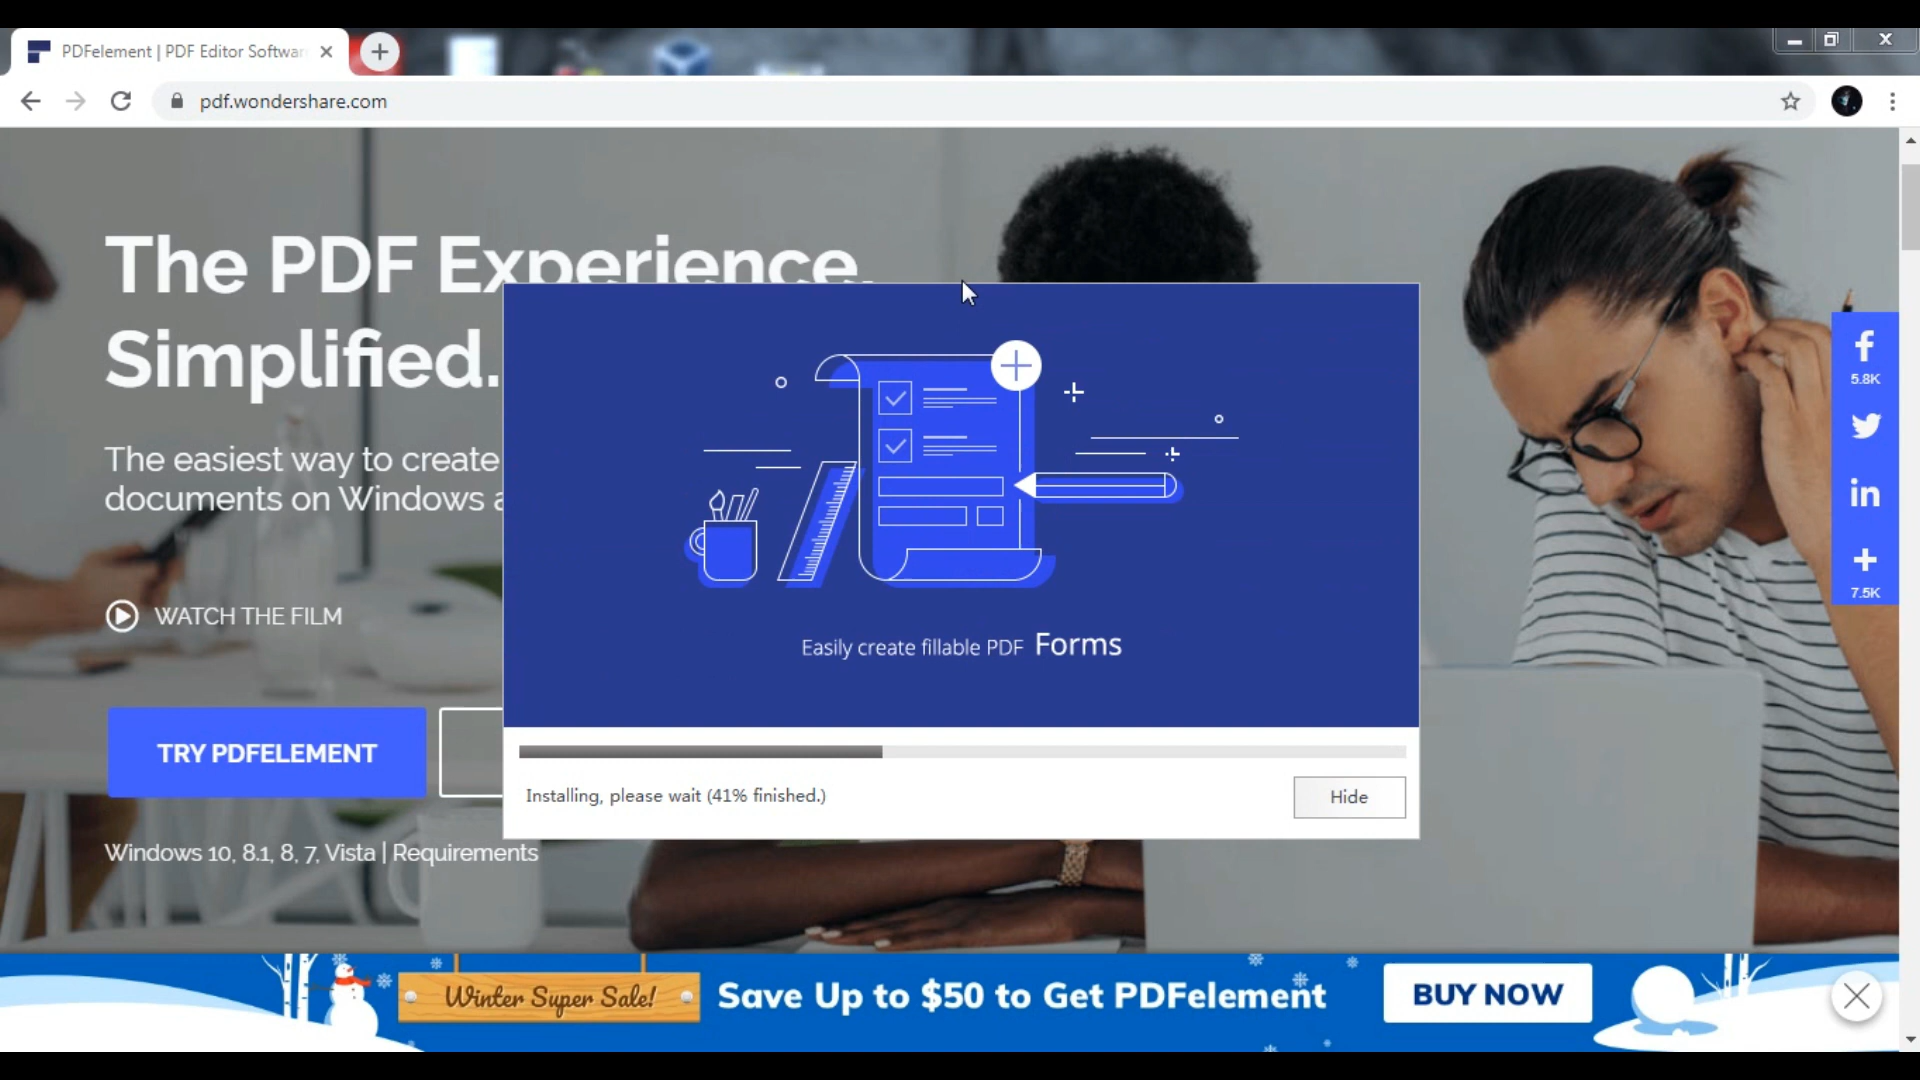 PDFelement | PDF Editor Softwar
pdf.wondershare.com
The PDF Experience.
Simplified.
The easiest way to create
documents on Windows a
WATCH THE FILM
TRY PDFELEMENT
Windows 10, 8.1, 8, 7, Vista | Requirements
Easily create fillable PDF Forms
Installing, please wait (41% finished.)
Hide
5.8K
in
7.5K
Winter Super Sale!
Save Up to $50 to Get PDFelement
BUY NOW